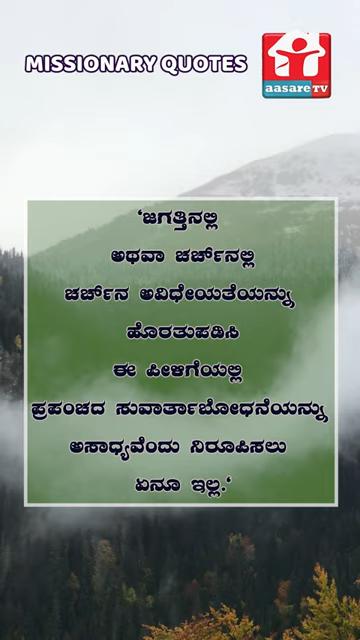 MISSIONARY QUOTES
aasare TV
‘ಜಗತ್ತಿನಲ್ಲಿ
ಅಥವಾ ಚರ್ಚ್‌ನಲ್ಲಿ
ಚರ್ಚ್‌ನ ಅವಿಧೇಯತೆಯನ್ನು
ಹೊರತುಪಡಿಸಿ
ಈ ಪೀಳಿಗೆಯಲ್ಲಿ
ಪ್ರಪಂಚದ ಸುವಾರ್ತಾಬೋಧನೆಯನ್ನು
ಅಸಾಧ್ಯವೆಂದು ನಿರೂಪಿಸಲು
ಏನೂ ಇಲ್ಲ.‘